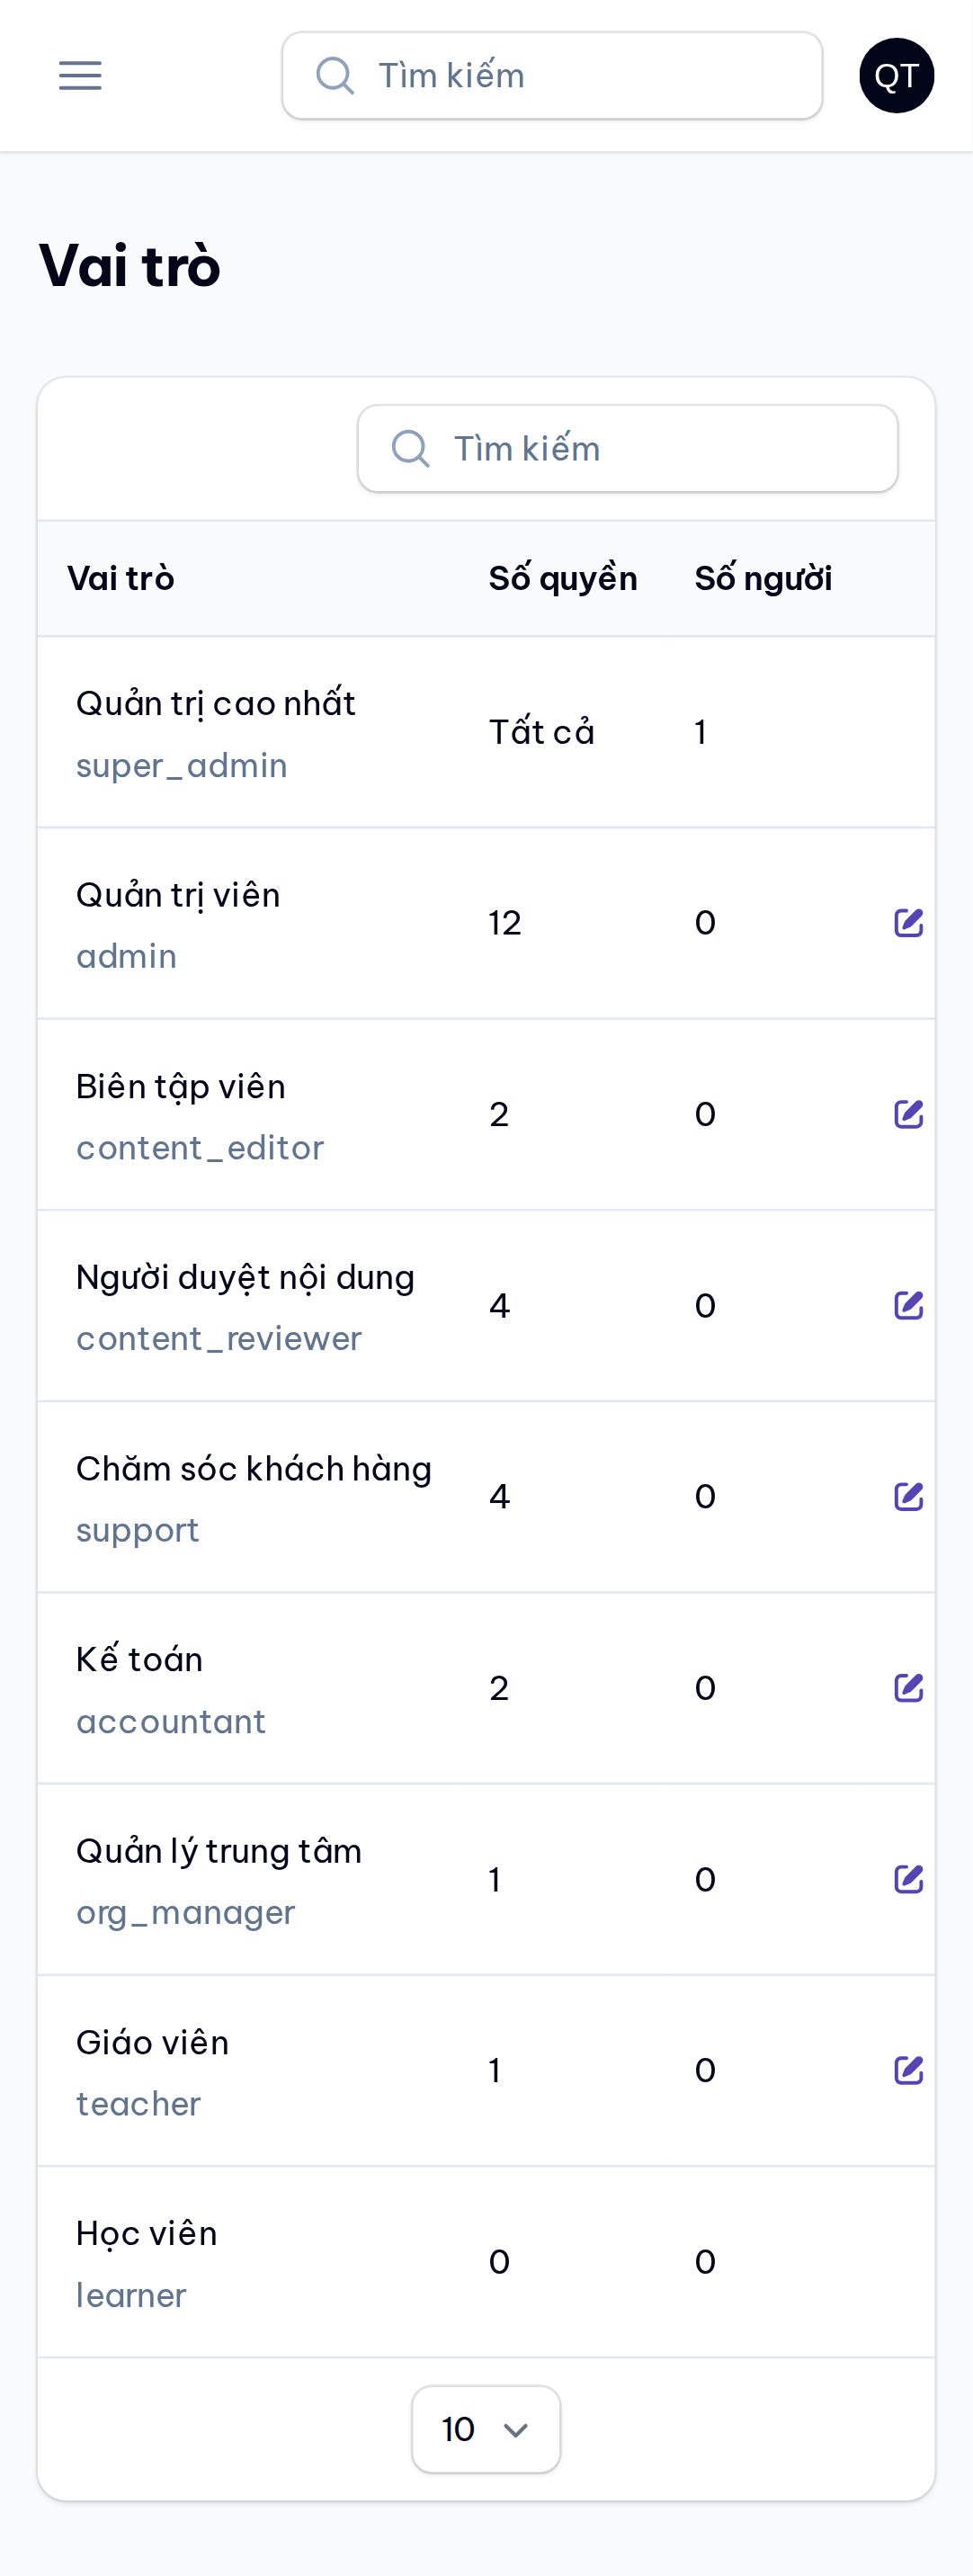 Tìm kiếm
QT
Vai trò
Tìm kiếm
Vai trò Số quyền Số người
Quản trị cao nhất
super_admin
Tất cả 1
Quản trị viên
admin
12 0
Biên tập viên
content_editor
2 0
Người duyệt nội dung
content_reviewer
4 0
Chăm sóc khách hàng
support
4 0
Kế toán
accountant
2 0
Quản lý trung tâm
org_manager
1 0
Giáo viên
teacher
1 0
Học viên
learner
0 0
10